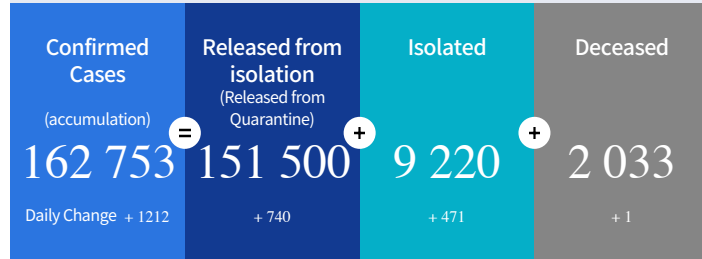 Confirmed
Cases
(accumulation)
162 753
Daily Change + 1212
=
Released from
isolation
(Released from
Quarantine)
151 500
+ 740
+
Isolated
9 220
+ 471
+
Deceased
2 033
+ 1